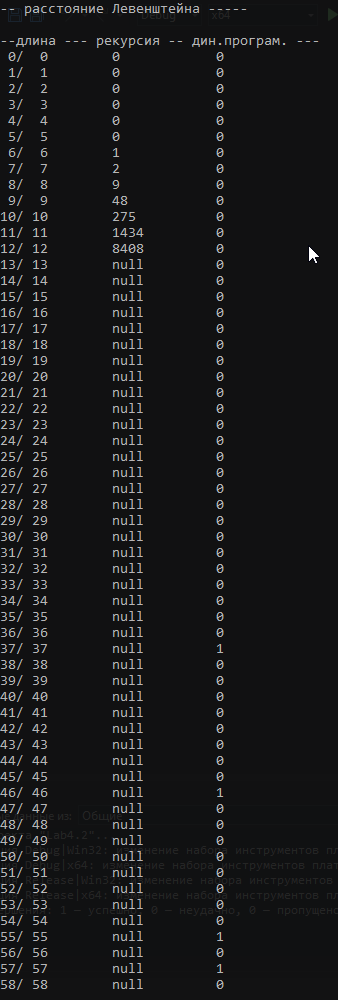 -- расстояние Левенштейна -----
--длина --- рекурсия -- дин.програм. ---
0/ 0 0 0
1/ 1 0 0
2/ 2 0 0
3/ 3 0 0
4/ 4 0 0
5/ 5 0 0
6/ 6 1 0
7/ 7 2 0
8/ 8 9 0
9/ 9 48 0
10/ 10 275 0
11/ 11 1434 0
12/ 12 8408 0
13/ 13 null 0
14/ 14 null 0
15/ 15 null 0
16/ 16 null 0
17/ 17 null 0
18/ 18 null 0
19/ 19 null 0
20/ 20 null 0
21/ 21 null 0
22/ 22 null 0
23/ 23 null 0
24/ 24 null 0
25/ 25 null 0
26/ 26 null 0
27/ 27 null 0
28/ 28 null 0
29/ 29 null 0
30/ 30 null 0
31/ 31 null 0
32/ 32 null 0
33/ 33 null 0
34/ 34 null 0
35/ 35 null 0
36/ 36 null 0
37/ 37 null 1
38/ 38 null 0
39/ 39 null 0
40/ 40 null 0
41/ 41 null 0
42/ 42 null 0
43/ 43 null 0
44/ 44 null 0
45/ 45 null 0
46/ 46 null 1
47/ 47 null 0
48/ 48 null 0
49/ 49 null 0
50/ 50 null 0
51/ 51 null 0
52/ 52 null 0
53/ 53 null 0
54/ 54 null 0
55/ 55 null 1
56/ 56 null 0
57/ 57 null 1
58/ 58 null 0